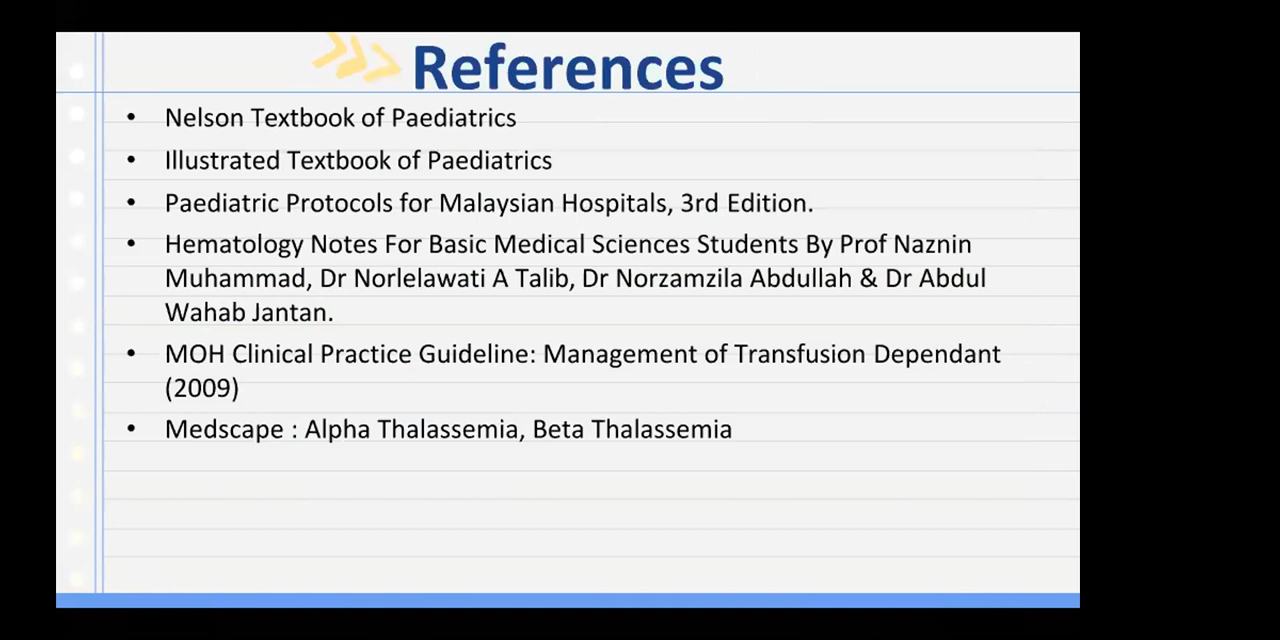 References
• Nelson Textbook of Paediatrics
• Illustrated Textbook of Paediatrics
• Paediatric Protocols for Malaysian Hospitals, 3rd Edition.
• Hematology Notes For Basic Medical Sciences Students By Prof Naznin
Muhammad, Dr Norlelawati A Talib, Dr Norzamzila Abdullah & Dr Abdul
Wahab Jantan.
• MOH Clinical Practice Guideline: Management of Transfusion Dependant
(2009)
• Medscape : Alpha Thalassemia, Beta Thalassemia